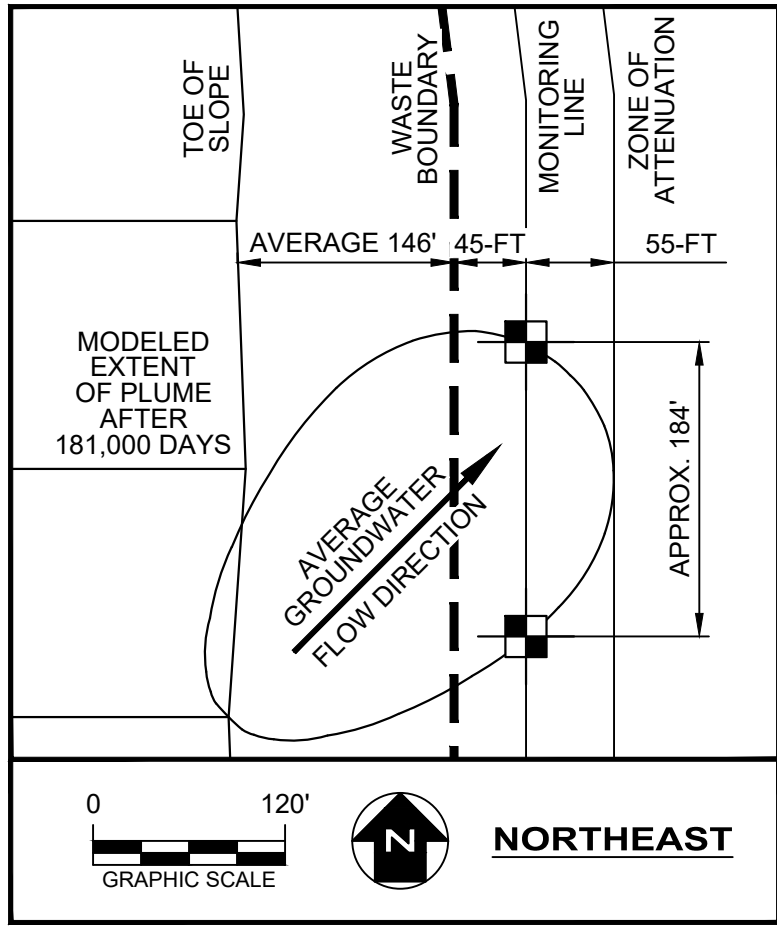 TOE OF
SLOPE
WASTE
BOUNDARY
MONITORING
LINE
ZONE OF
ATTENUATION
AVERAGE 146'
45-FT
55-FT
MODELED
EXTENT
OF PLUME
AFTER
181,000 DAYS
AVERAGE
GROUNDWATER
FLOW DIRECTION
APPROX. 184'
0
120'
GRAPHIC SCALE
N
NORTHEAST